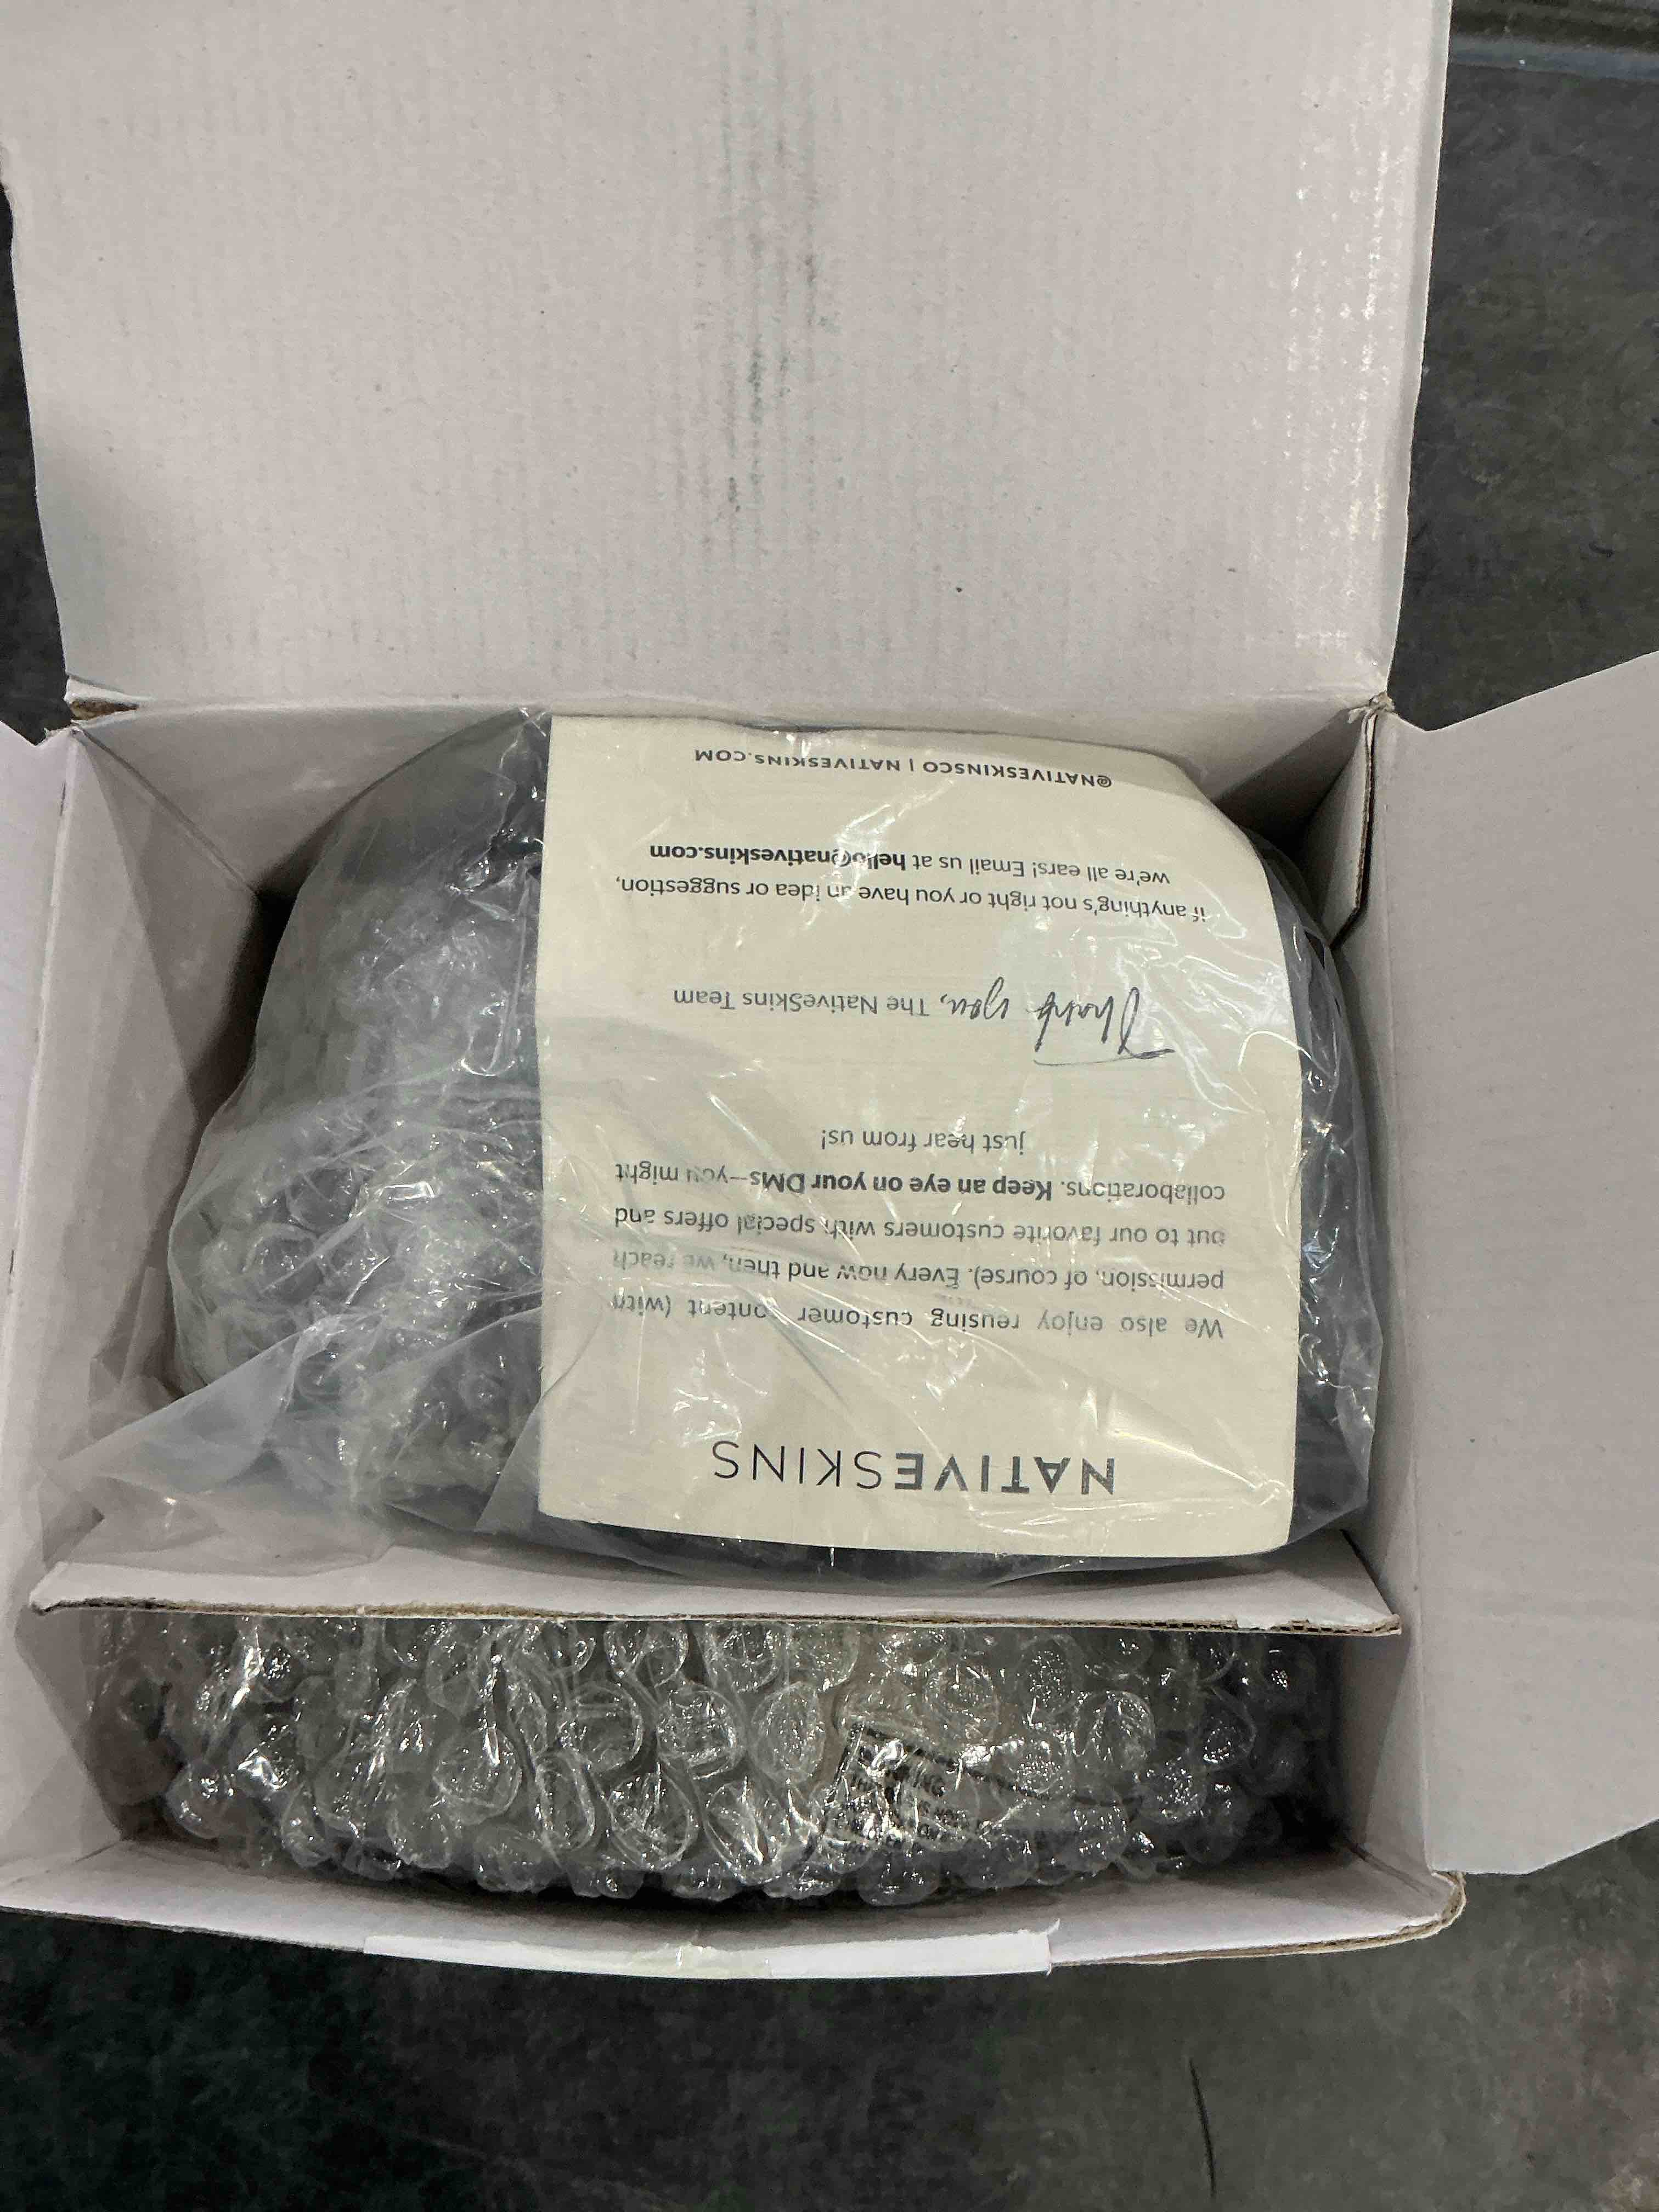 NATIVESKINS
We also enjoy reusing customer content (with
permission, of course). Every now and then, we reach
out to our favorite customers with special offers and
collaborations. Keep an eye on your DMs—you might
just hear from us!
Thank you, The NativeSkins Team
if anything's not right or you have an idea or suggestion,
we're all ears! Email us at hello@nativeskins.com
@NATIVESKINSCO | NATIVESKINS.COM